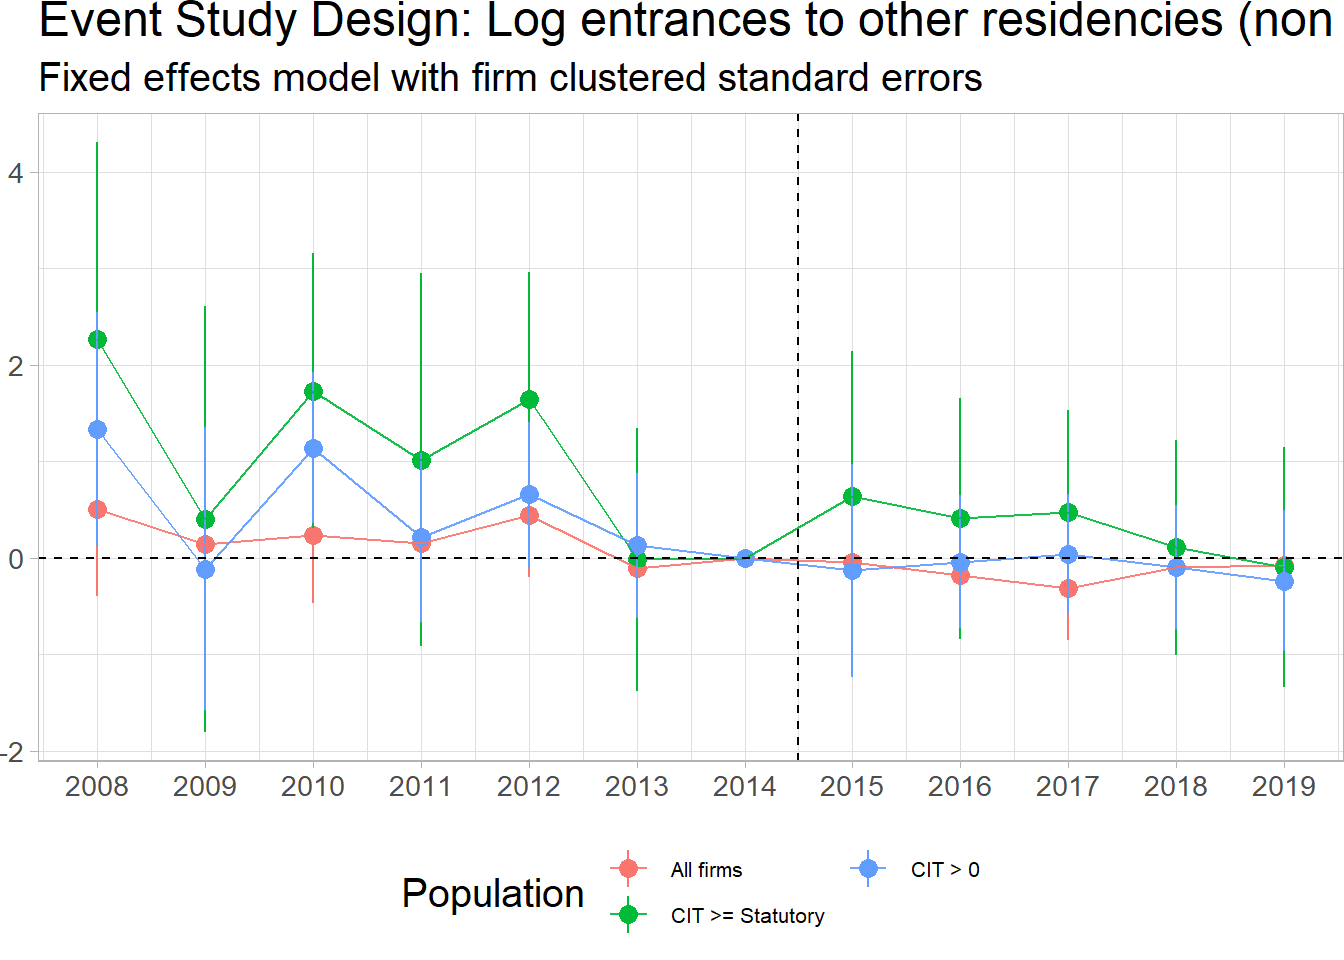 Event Study Design: Log entrances to other residencies (non
Fixed effects model with firm clustered standard errors
4
2
0
-2
2008 2009 2010 2011 2012 2013 2014 2015 2016 2017 2018 2019
Population
All firms
CIT >= Statutory
CIT > 0